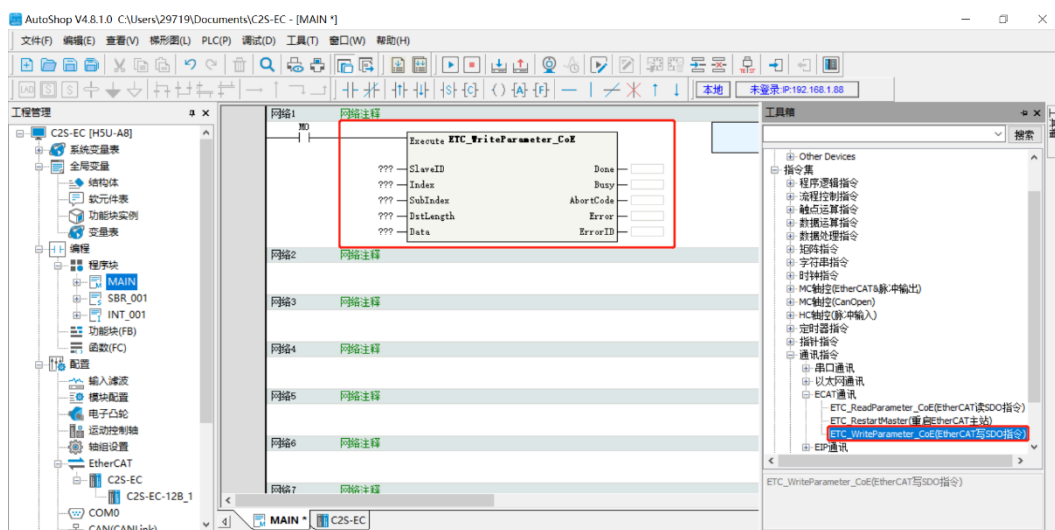 AutoShop V4.8.1.0 C:\Users\29719\Documents\C2S-EC - [MAIN *]
文件(F) 编辑(E) 查看(V) 梯形图(L) PLC(P) 调试(D) 工具(T) 窗口(W) 帮助(H)
本地 未登录:IP:192.168.1.88
工程管理
C2S-EC [H5U-A8]
系统变量表
全局变量
结构体
软元件表
功能块实例
变量表
编程
程序块
MAIN
SBR_001
INT_001
功能块(FB)
函数(FC)
配置
输入滤波
模块配置
电子凸轮
运动控制轴
轴组设置
EtherCAT
C2S-EC
C2S-EC-12B_1
COM0
CAN(CANLink)
网络1 网络注释
M0
Execute ETC_WriteParameter_CoE
??? SlaveID Done
??? Index Busy
??? SubIndex AbortCode
??? DstLength Error
??? Data ErrorID
网络2 网络注释
网络3 网络注释
网络4 网络注释
网络5 网络注释
网络6 网络注释
网络7 网络注释
MAIN * C2S-EC
工具箱
搜索
Other Devices
指令集
程序逻辑指令
流程控制指令
触点运算指令
数据运算指令
数据处理指令
矩阵指令
字符串指令
时钟指令
MC轴控(EtherCAT&脉冲输出)
MC轴控(CanOpen)
HC轴控(脉冲输入)
定时器指令
指针指令
通讯指令
串口通讯
以太网通讯
ECAT通讯
ETC_ReadParameter_CoE(EtherCAT读SDO指令)
ETC_RestartMaster(重启EtherCAT主站)
ETC_WriteParameter_CoE(EtherCAT写SDO指令)
EIP通讯
ETC_WriteParameter_CoE(EtherCAT写SDO指令)